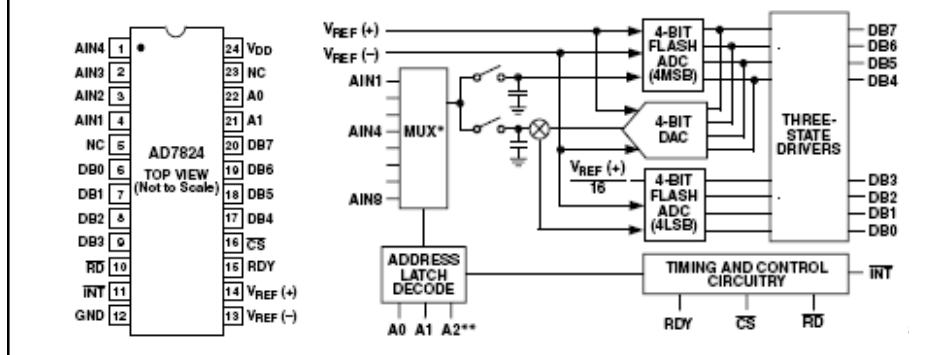 AIN4 1
AIN3 2
AIN2 3
AIN1 4
NC 5
DB0 6
DB1 7
DB2 8
DB3 9
RD 10
INT 11
GND 12
AD7824
TOP VIEW
(Not to Scale)
24 VDD
23 NC
22 A0
21 A1
20 DB7
19 DB6
18 DB5
17 DB4
16 CS
15 RDY
14 VREF (+)
13 VREF (–)
VREF (+)
VREF (–)
AIN1
AIN4
AIN8
MUX*
4-BIT
FLASH
ADC
(4MSB)
4-BIT
DAC
VREF (+)
16
4-BIT
FLASH
ADC
(4LSB)
THREE-
STATE
DRIVERS
DB7
DB6
DB5
DB4
DB3
DB2
DB1
DB0
ADDRESS
LATCH
DECODE
A0 A1 A2**
TIMING AND CONTROL
CIRCUITRY
INT
RDY CS RD